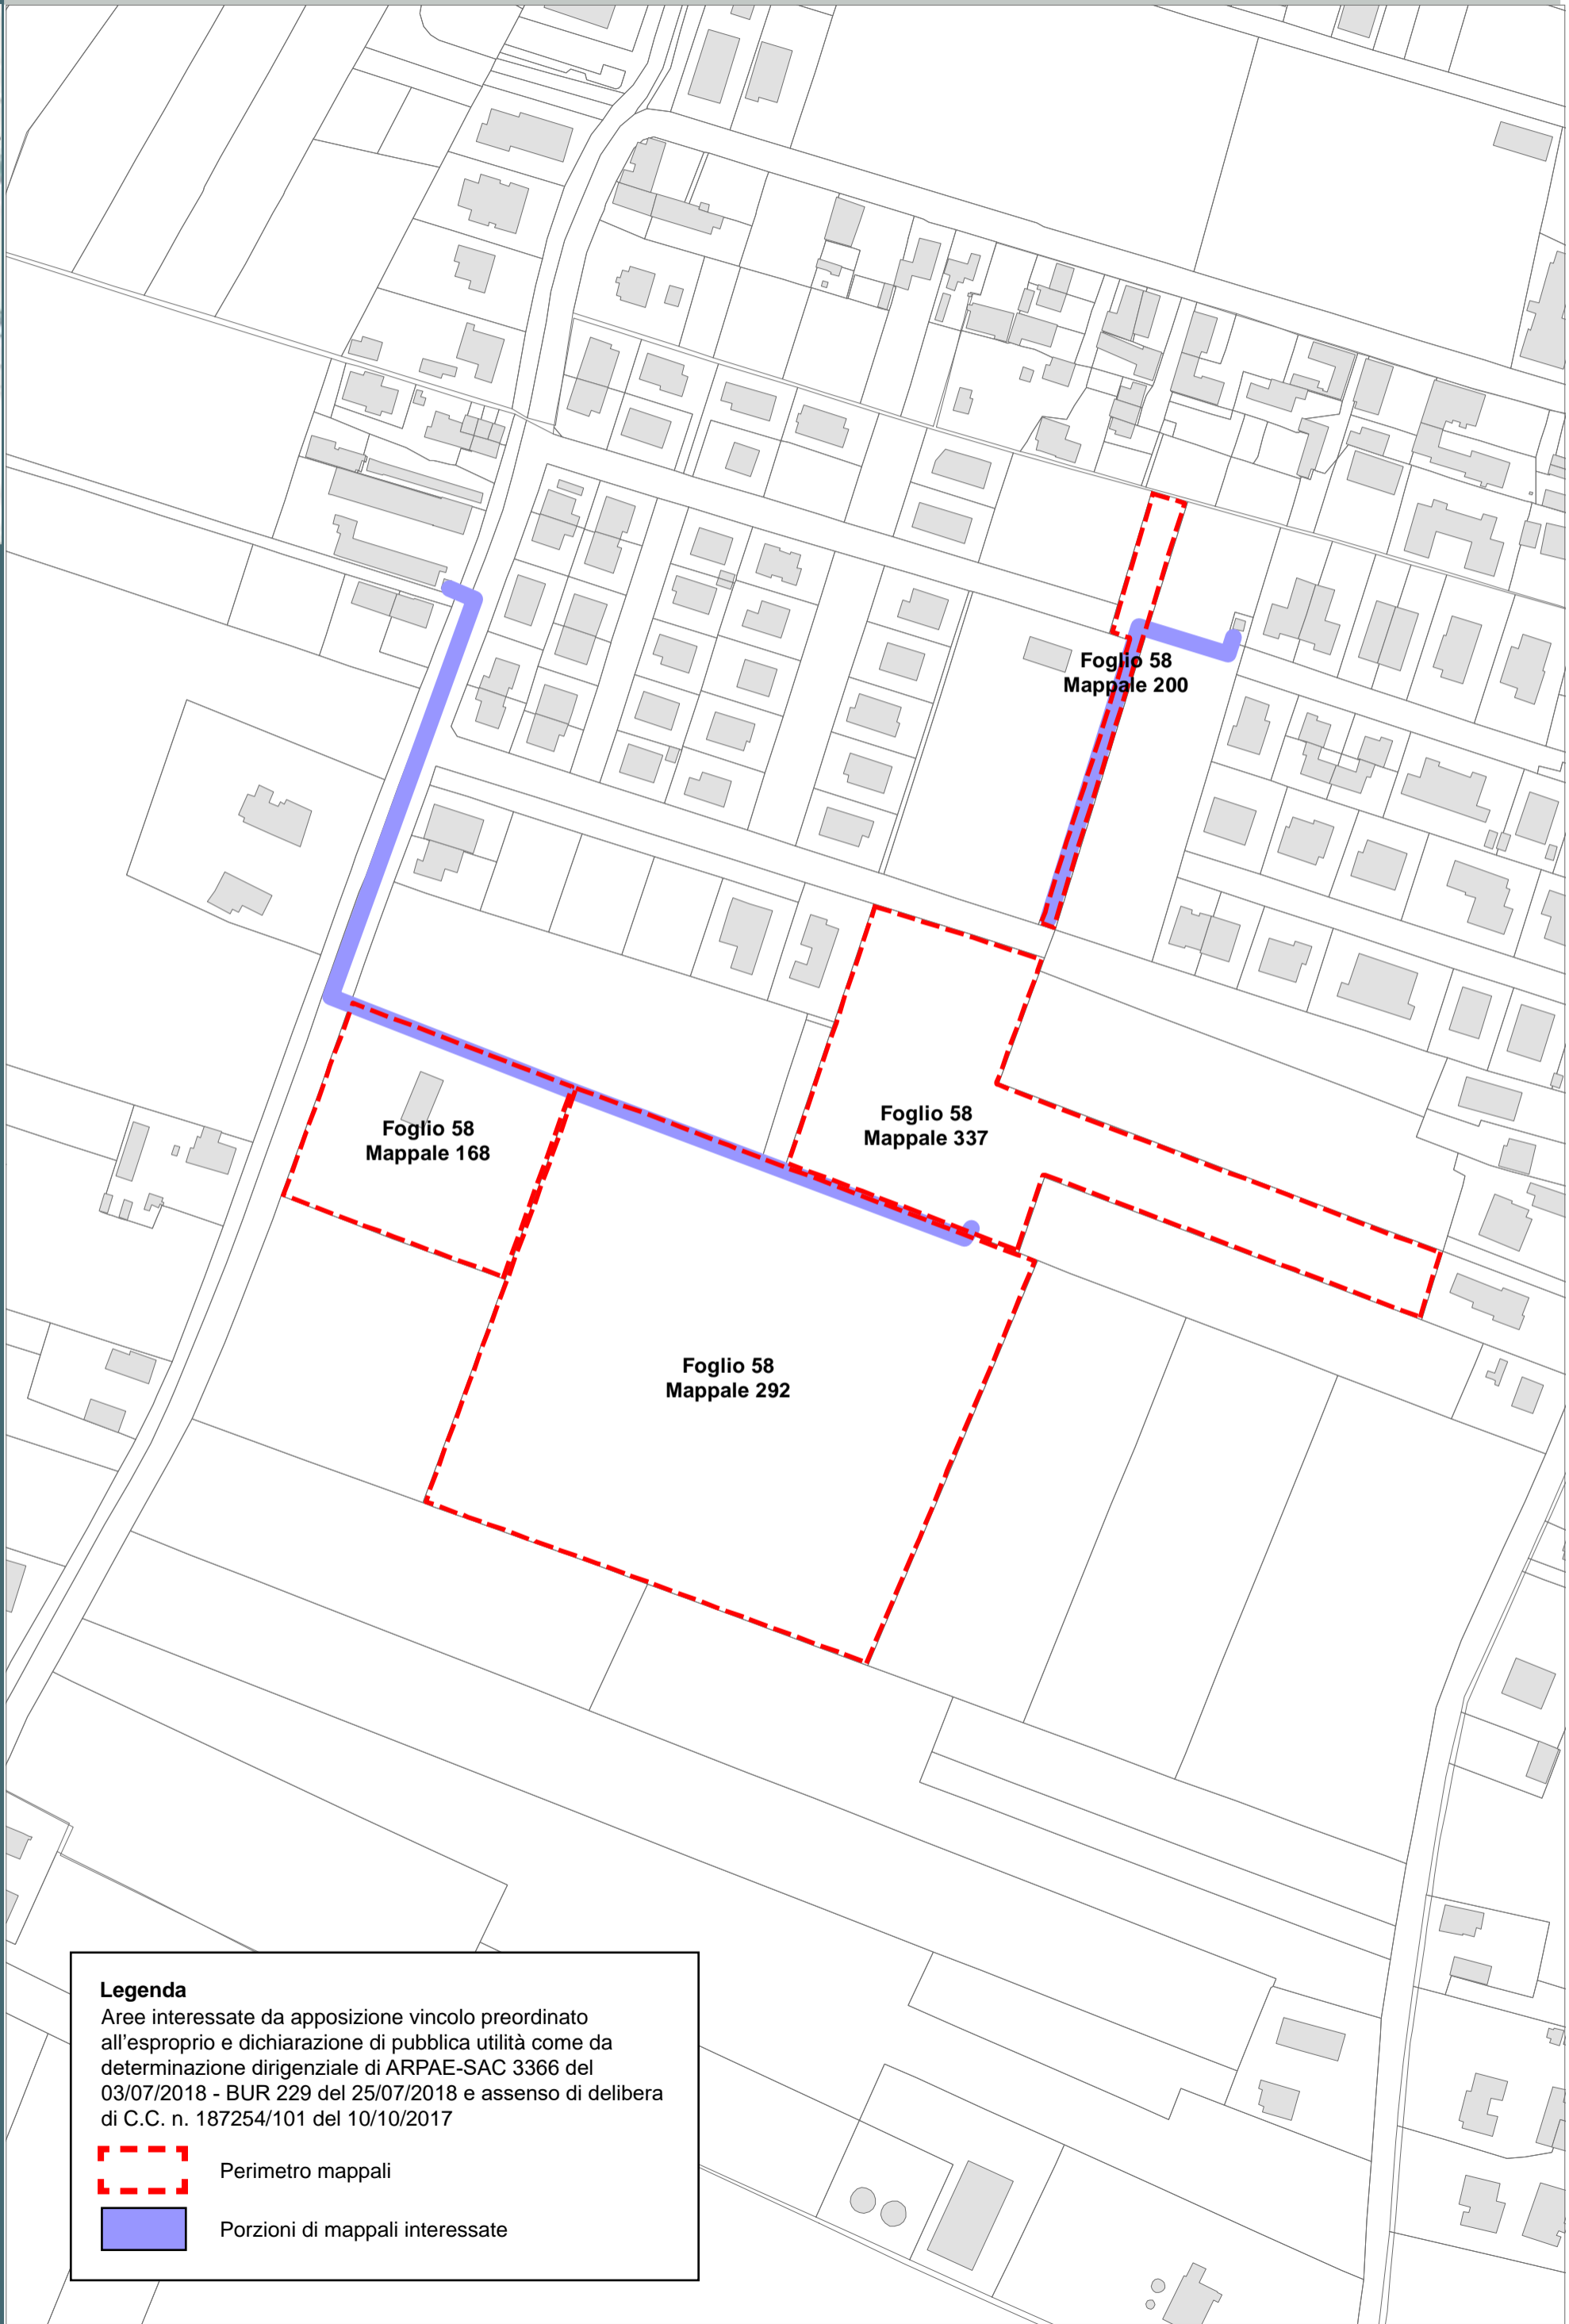 Foglio 58
Mappale 200
Foglio 58
Mappale 337
Foglio 58
Mappale 168
Foglio 58
Mappale 292
Legenda
Aree interessate da apposizione vincolo preordinato
all'esproprio e dichiarazione di pubblica utilità come da
determinazione dirigenziale di ARPAE-SAC 3366 del
03/07/2018 - BUR 229 del 25/07/2018 e assenso di delibera
di C.C. n. 187254/101 del 10/10/2017
Perimetro mappali
Porzioni di mappali interessate